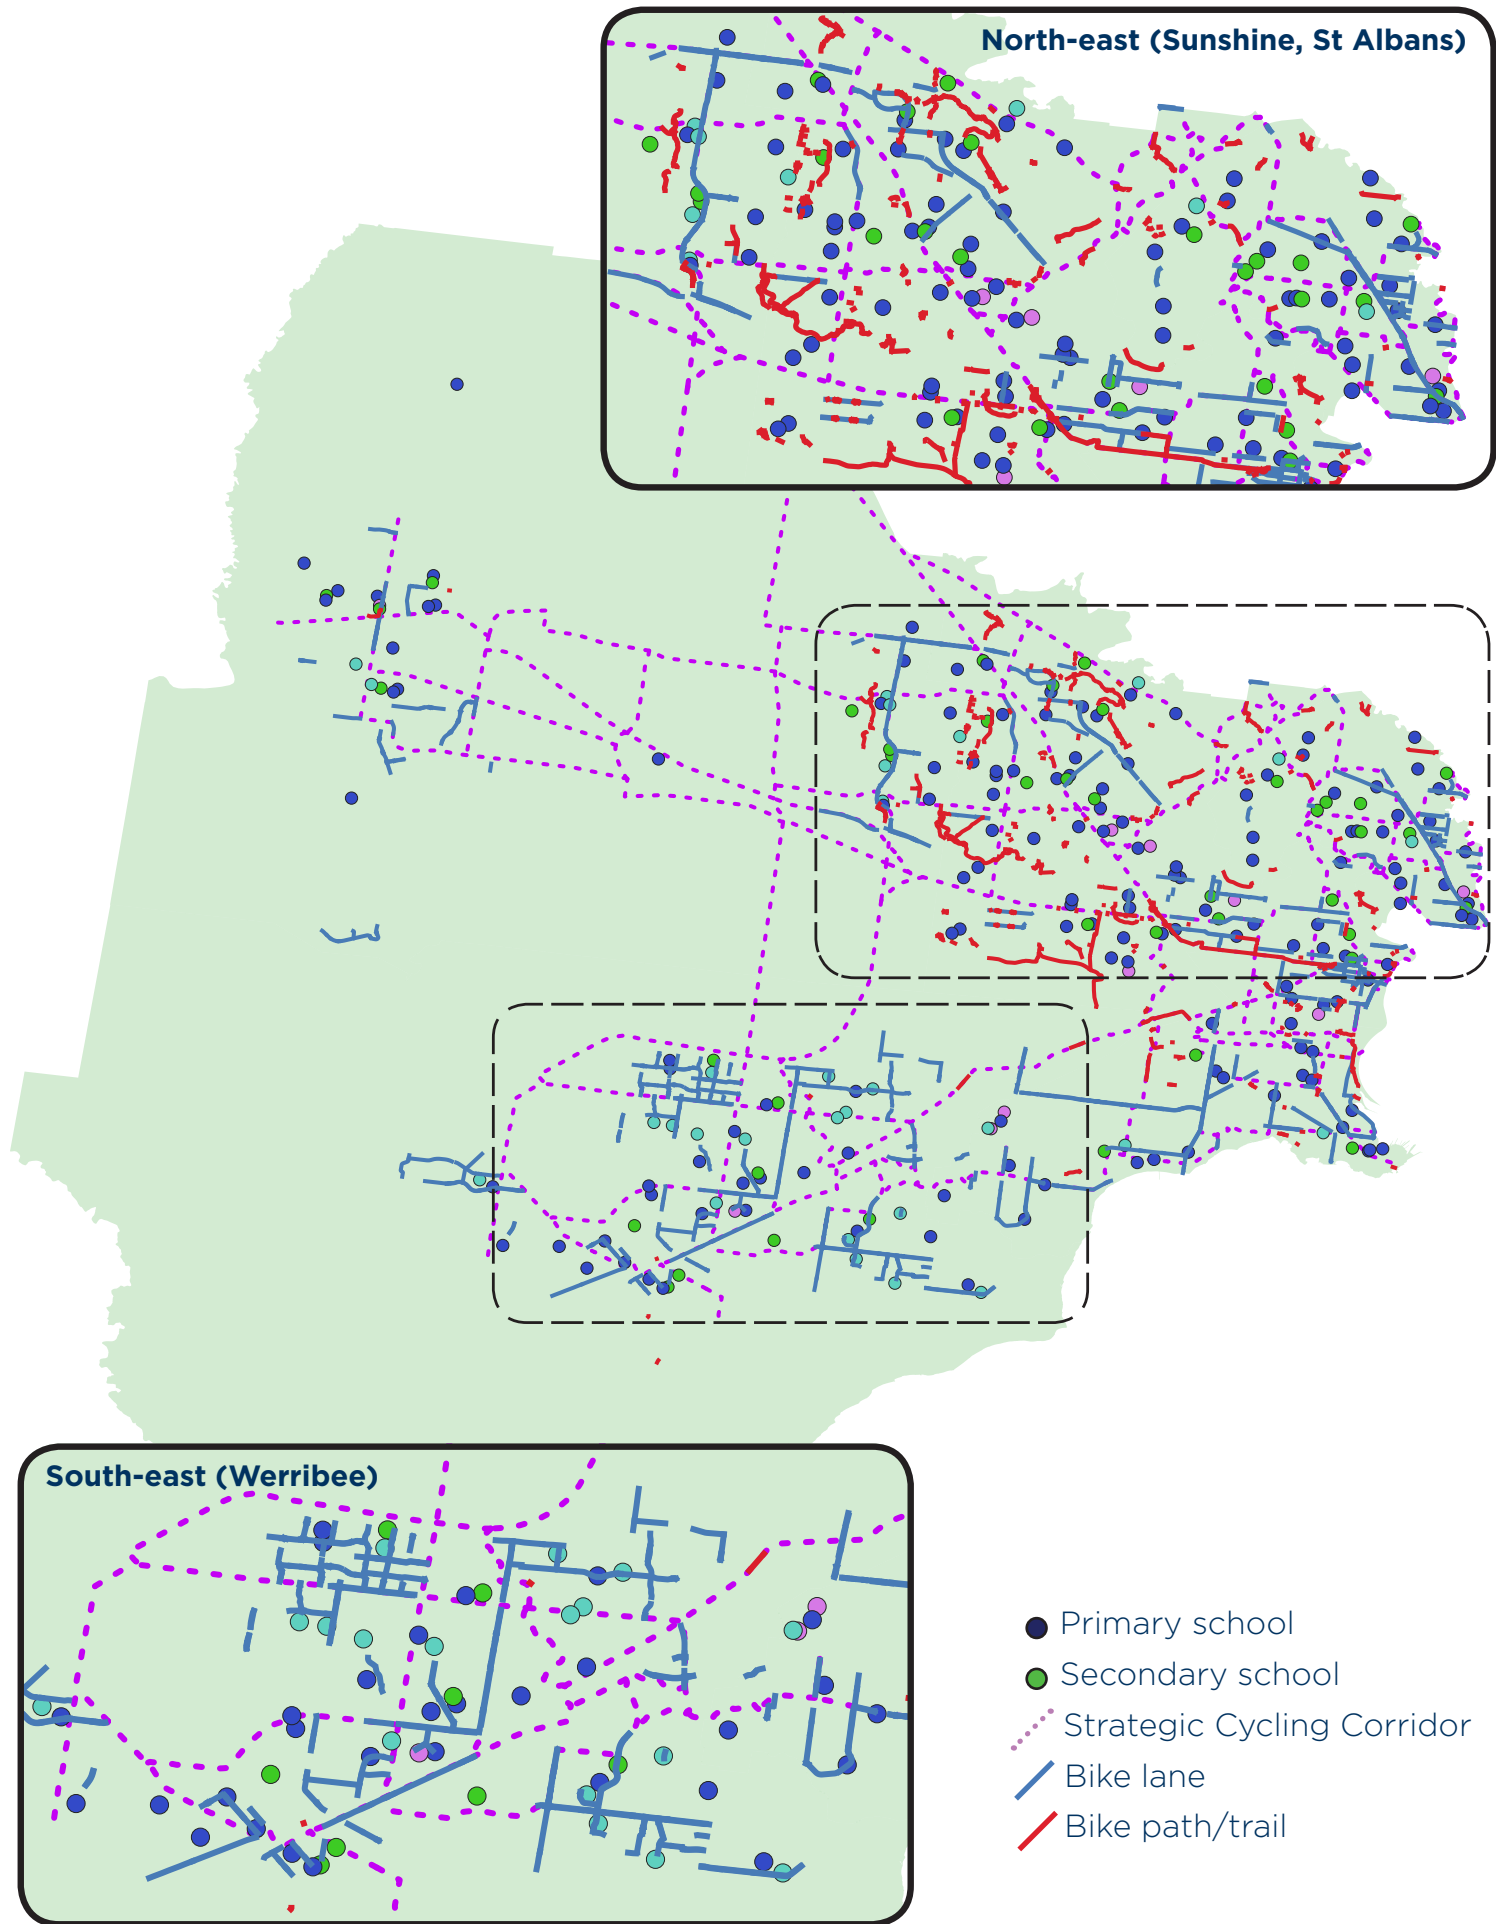 North-east (Sunshine, St Albans)
South-east (Werribee)
Primary school
Secondary school
Strategic Cycling Corridor
Bike lane
Bike path/trail